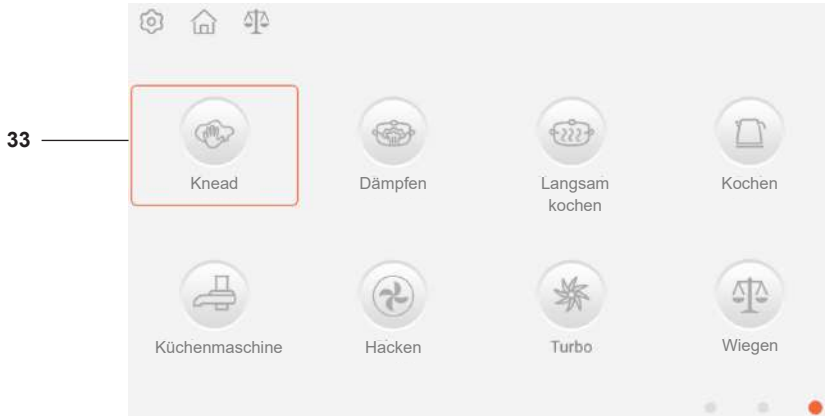 33
Knead
Dämpfen
Langsam
kochen
Kochen
Küchenmaschine
Hacken
Turbo
Wiegen